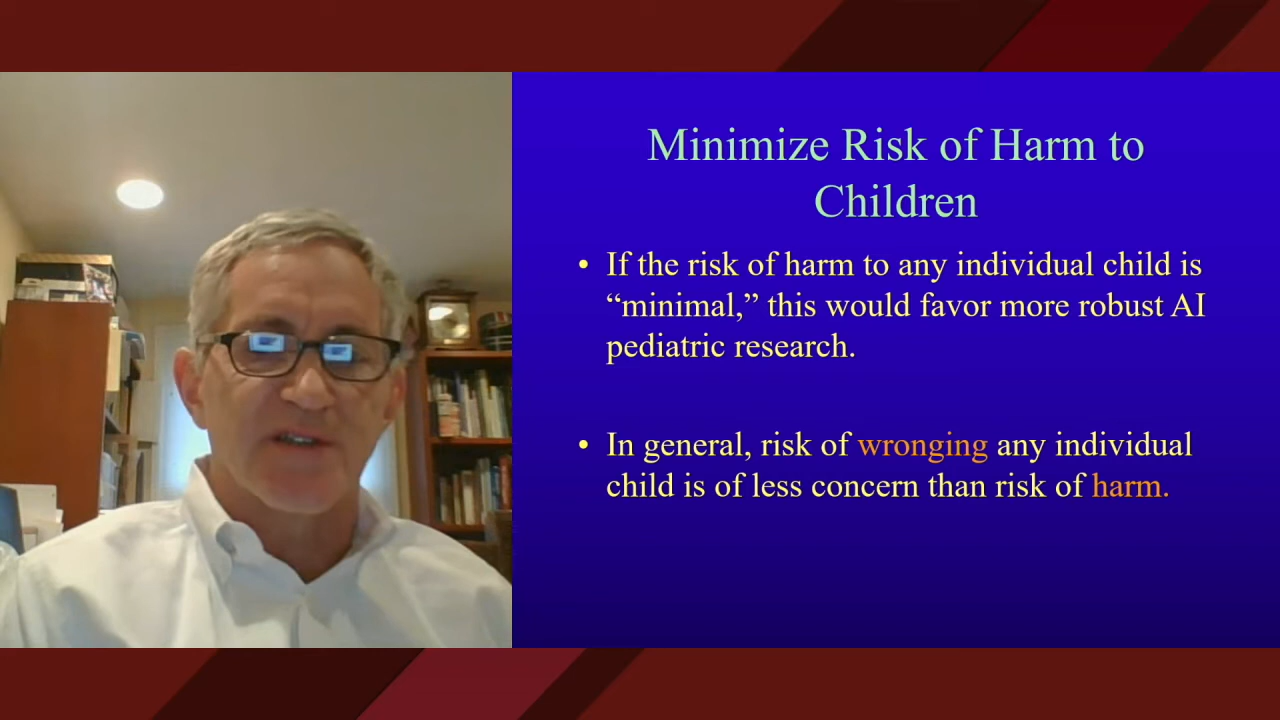 Minimize Risk of Harm to
Children
• If the risk of harm to any individual child is
“minimal,” this would favor more robust AI
pediatric research.
• In general, risk of wronging any individual
child is of less concern than risk of harm.